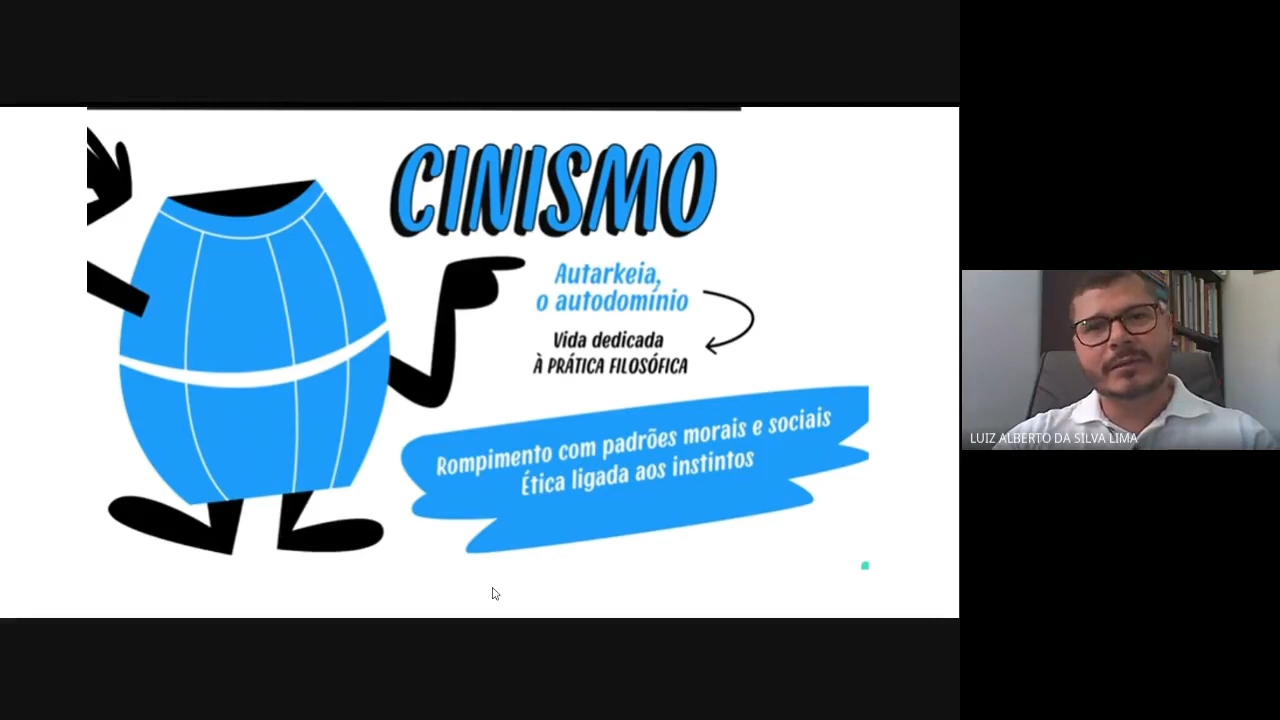 CINISMO
Autarkeia,
o autodomínio
Vida dedicada
À PRÁTICA FILOSÓFICA
Rompimento com padrões morais e sociais
Ética ligada aos instintos
LUIZ ALBERTO DA SILVA LIMA